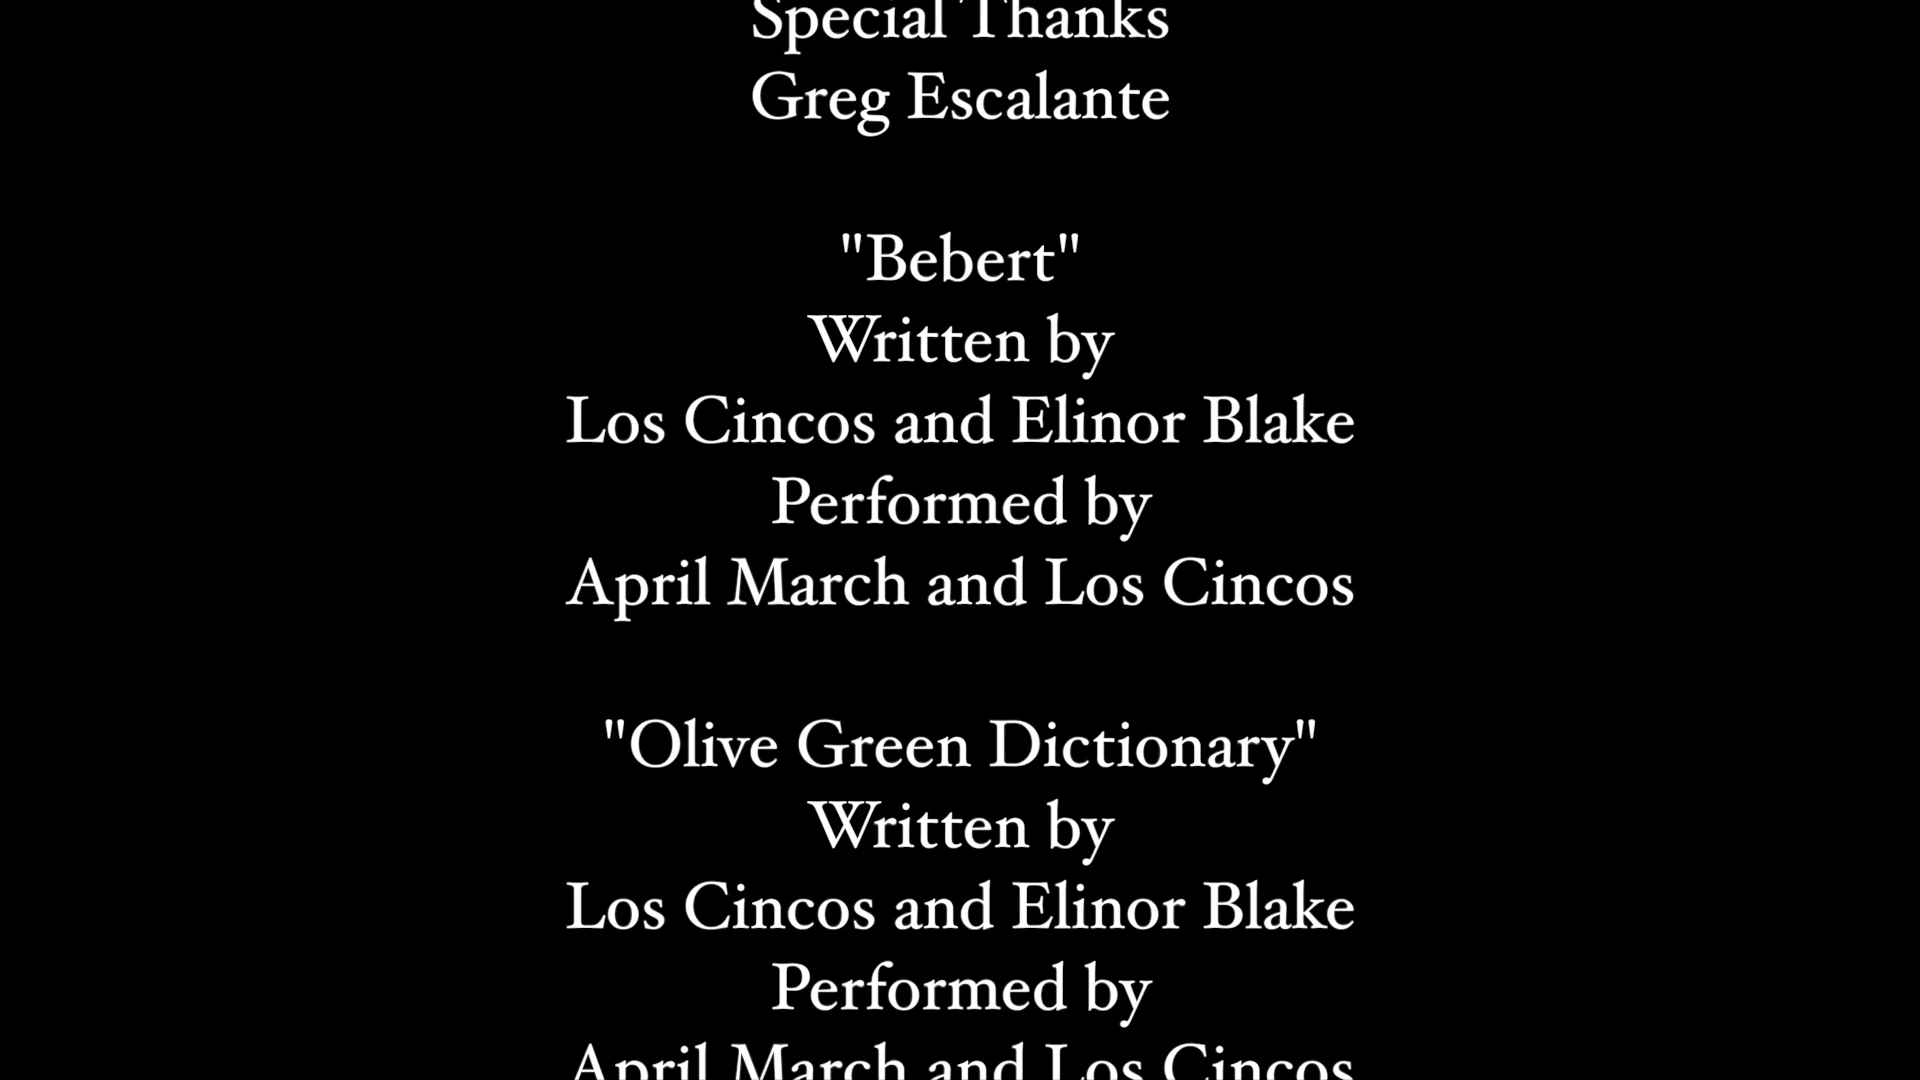 Special Thanks
Greg Escalante
"Bebert"
Written by
Los Cincos and Elinor Blake
Performed by
April March and Los Cincos
"Olive Green Dictionary"
Written by
Los Cincos and Elinor Blake
Performed by
April March and Los Cincos